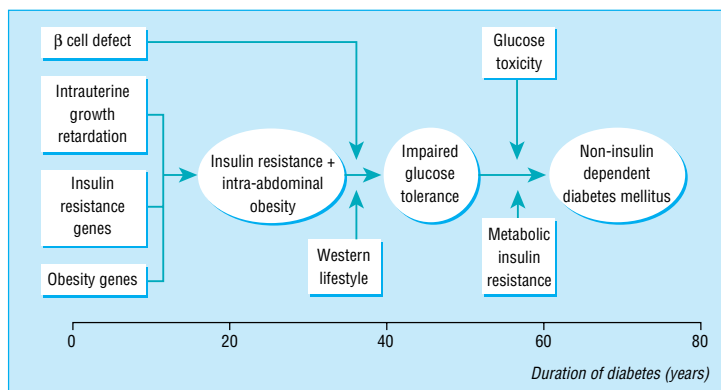 β cell defect
Glucose
toxicity
Intrauterine
growth
retardation
Insulin
resistance
genes
Obesity genes
Insulin resistance +
intra-abdominal
obesity
Western
lifestyle
Impaired
glucose
tolerance
Metabolic
insulin
resistance
Non-insulin
dependent
diabetes mellitus
0 20 40 60 80
Duration of diabetes (years)